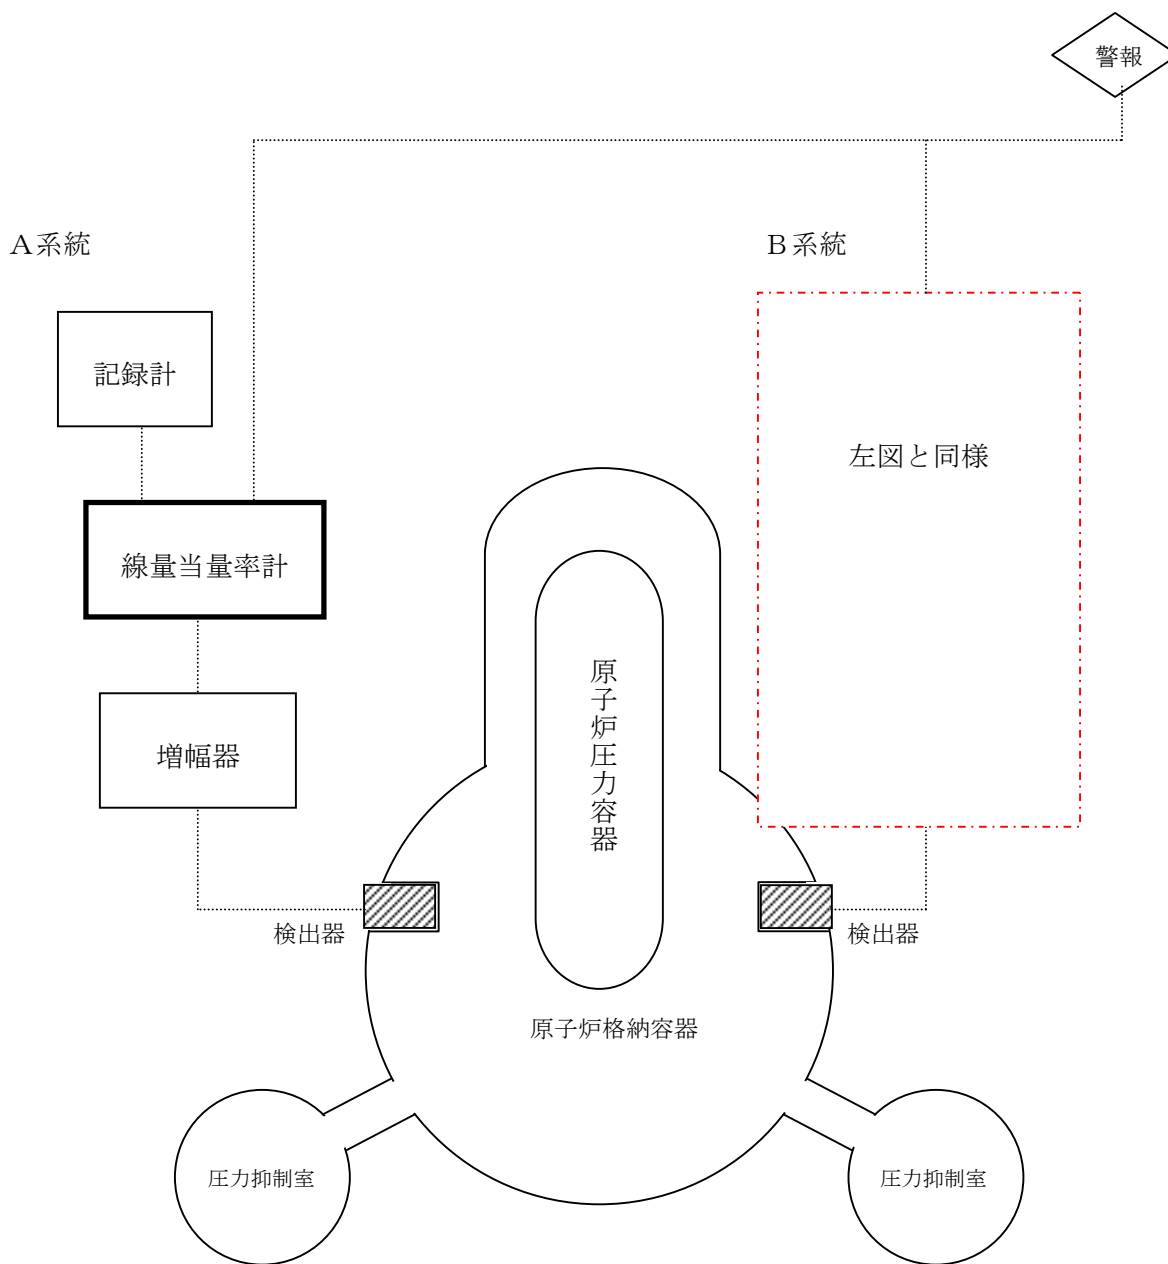 警報
A系統
B系統
記録計
左図と同様
線量当量率計
原子炉圧力容器
増幅器
検出器
検出器
原子炉格納容器
圧力抑制室
圧力抑制室